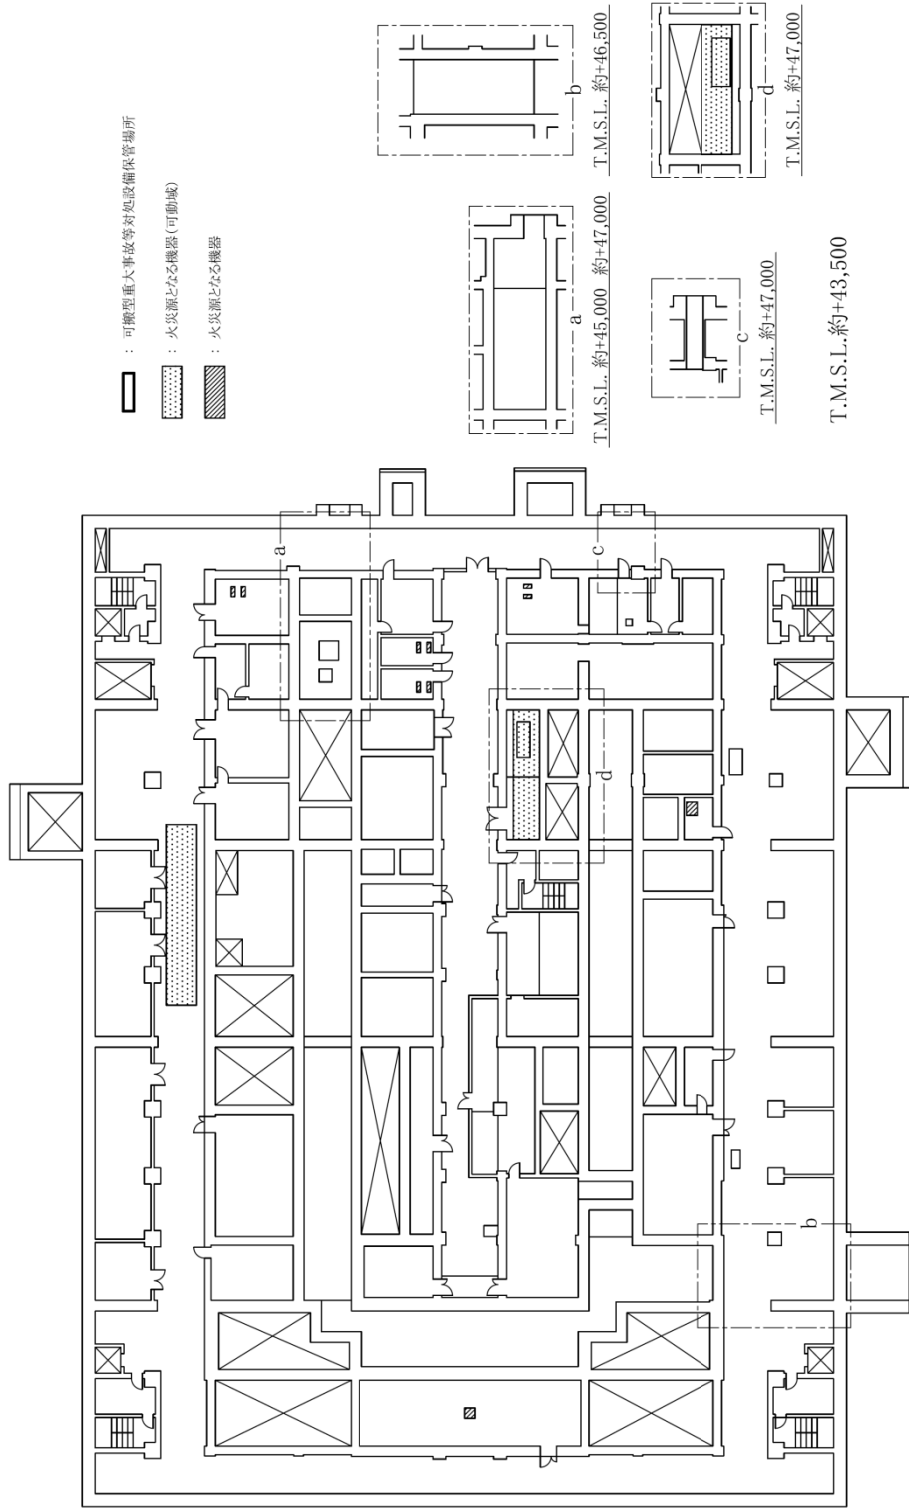 : 可搬型重大事故等対処設備保管場所
: 火災源となる機器(可動域)
: 火災源となる機器
a
T.M.S.L. 約+45,000 約+47,000
b
T.M.S.L. 約+46,500
c
T.M.S.L. 約+47,000
d
T.M.S.L. 約+47,000
T.M.S.L.約+43,500
a
c
d
b